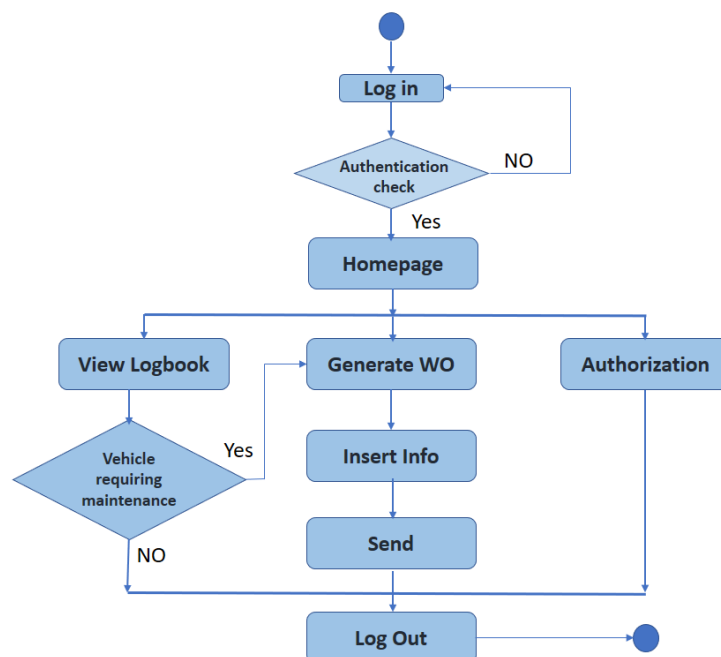 Log in
Authentication
check
NO
Yes
Homepage
View Logbook
Generate WO
Authorization
Yes
Vehicle
requiring
maintenance
Insert Info
Send
NO
Log Out